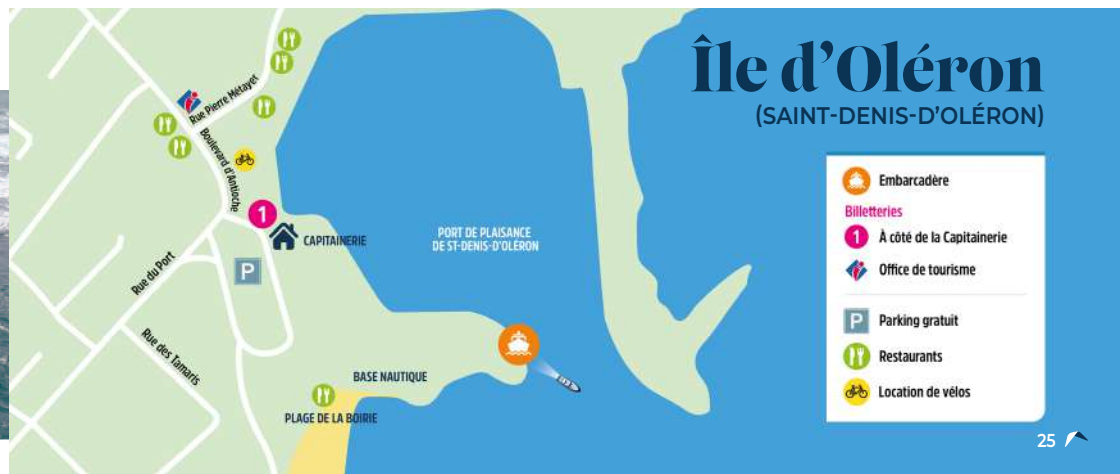 Île d’Oléron
(SAINT-DENIS-D’OLÉRON)
Rue Pierre Métayet
Boulevard d’Antioche
1
CAPITAINERIE
PORT DE PLAISANCE
DE ST-DENIS-D’OLÉRON
P
Rue du Port
Rue des Tamaris
BASE NAUTIQUE
PLAGE DE LA BOIRIE
Embarcadère
Billetteries
1 À côté de la Capitainerie
Office de tourisme
P Parking gratuit
Restaurants
Location de vélos
25